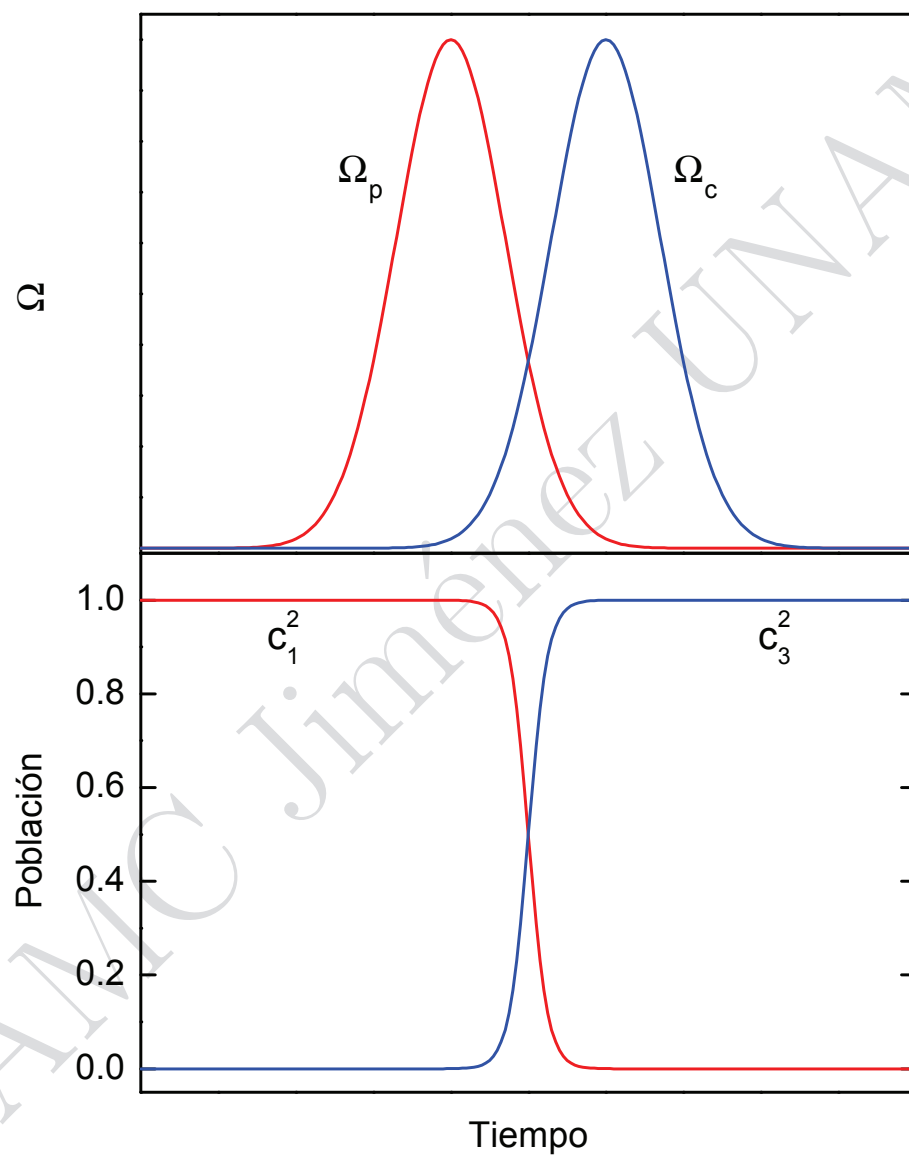 Ω
Ωp
Ωc
Población
1.0
0.8
0.6
0.4
0.2
0.0
c₁²
c₃²
Tiempo
AMC Jiménez UNAM